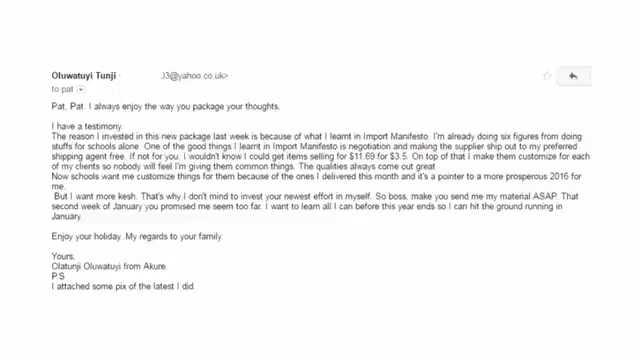 Oluwatuyi Tunji 03@yahoo.co.uk>
to pat
Pat, Pat I always enjoy the way you package your thoughts.
I have a testimony.
The reason I invested in this new package last week is because of what I learnt in Import Manifesto. I'm already doing six figures from doing
stuffs for schools alone. One of the good things I learnt in Import Manifesto is negotiation and making the supplier ship out to my preferred
shipping agent free. If not for you. I wouldn't know I could get items selling for $11.69 for $3.5. On top of that I make them customize for each
of my clients so nobody will feel I'm giving them common things. The qualities always come out great
Now schools want me customize things for them because of the ones I delivered this month and it's a pointer to a more prosperous 2016 for
me.
But I want more kesh. That's why I don't mind to invest your newest effort in myself. So boss, make you send me my material ASAP. That
second week of January you promised me seem too far. I want to learn all I can before this year ends so I can hit the ground running in
January.
Enjoy your holiday. My regards to your family.
Yours,
Olatunji Oluwatuyi from Akure.
P.S
I attached some pix of the latest I did.